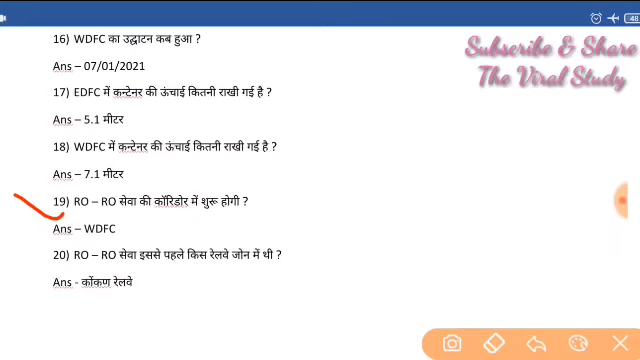 48
16) WDFC का उद्घाटन कब हुआ ?
Subscribe & Share
Ans – 07/01/2021
The Viral Study
17) EDFC में कन्टेनर की ऊंचाई कितनी राखी गई है ?
Ans – 5.1 मीटर
18) WDFC में कन्टेनर की ऊंचाई कितनी राखी गई है ?
Ans – 7.1 मीटर
19) RO – RO सेवा की कॉरिडोर में शुरू होगी ?
Ans – WDFC
20) RO – RO सेवा इससे पहले किस रेलवे जोन में थी ?
Ans - कोंकण रेलवे